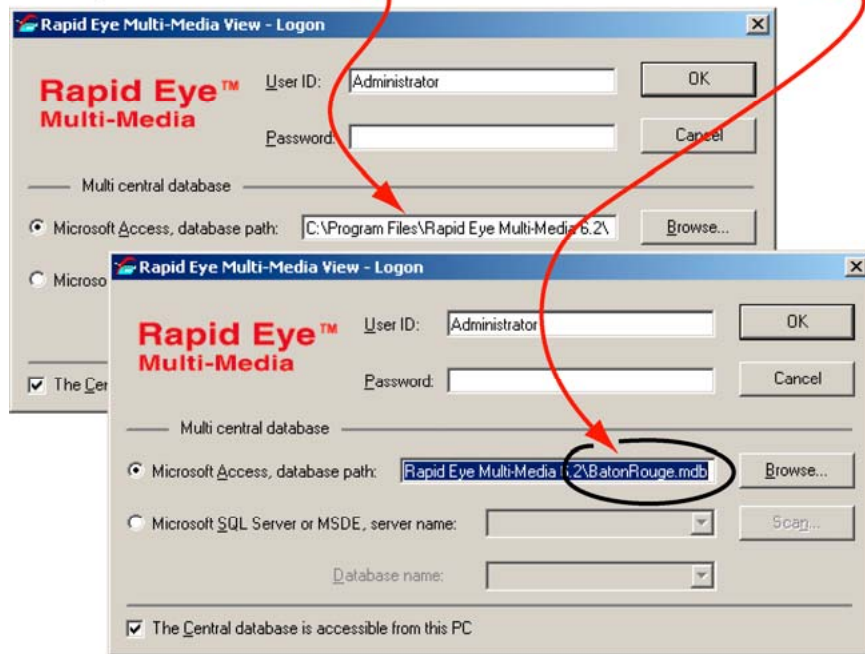 Rapid Eye Multi-Media View - Logon
Rapid Eye™
Multi-Media
User ID: Administrator
OK
Password:
Cancel
Multi central database
Microsoft Access, database path: C:\Program Files\Rapid Eye Multi-Media 6.2\
Browse...
Microso
The Cer
Rapid Eye Multi-Media View - Logon
Rapid Eye™
Multi-Media
User ID: Administrator
OK
Password:
Cancel
Multi central database
Microsoft Access, database path: Rapid Eye Multi-Media 6.2\BatonRouge.mdb
Browse...
Microsoft SQL Server or MSDE, server name:
Scan...
Database name:
The Central database is accessible from this PC